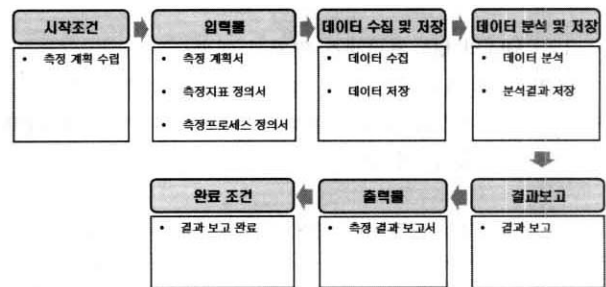 시작조건
• 측정 계획 수립
입력물
• 측정 계획서
• 측정지표 정의서
• 측정프로세스 정의서
데이터 수집 및 저장
• 데이터 수집
• 데이터 저장
데이터 분석 및 저장
• 데이터 분석
• 분석결과 저장
결과보고
• 결과 보고
출력물
• 측정 결과 보고서
완료 조건
• 결과 보고 완료